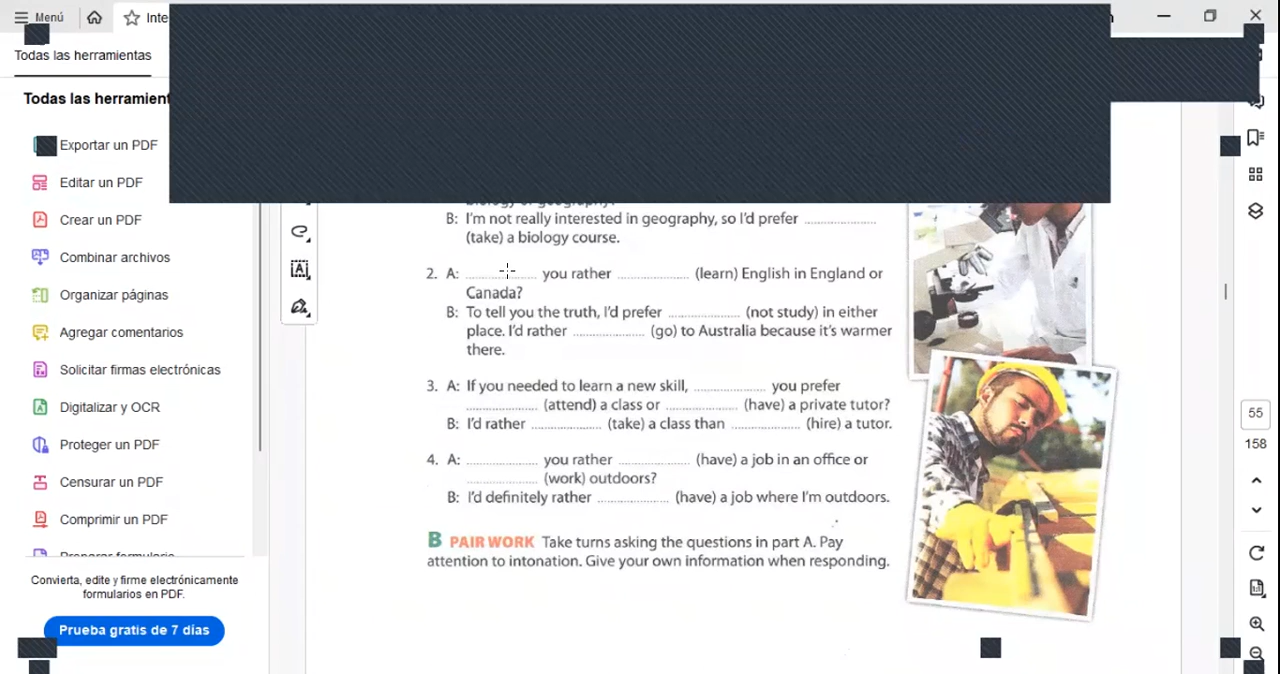 Menú
Inte
Todas las herramientas
Todas las herramient
Exportar un PDF
Editar un PDF
Crear un PDF
Combinar archivos
Organizar páginas
Agregar comentarios
Solicitar firmas electrónicas
Digitalizar y OCR
Proteger un PDF
Censurar un PDF
Comprimir un PDF
Preparar formulario
Convierta, edite y firme electrónicamente
formularios en PDF.
Prueba gratis de 7 días
biology or geography?
B: I'm not really interested in geography, so I'd prefer ..................
(take) a biology course.
2. A: .................. you rather .................. (learn) English in England or
Canada?
B: To tell you the truth, I'd prefer .................. (not study) in either
place. I'd rather .................. (go) to Australia because it's warmer
there.
3. A: If you needed to learn a new skill, .................. you prefer
.................. (attend) a class or .................. (have) a private tutor?
B: I'd rather .................. (take) a class than .................. (hire) a tutor.
4. A: .................. you rather .................. (have) a job in an office or
.................. (work) outdoors?
B: I'd definitely rather .................. (have) a job where I'm outdoors.
B PAIR WORK Take turns asking the questions in part A. Pay
attention to intonation. Give your own information when responding.
55
158